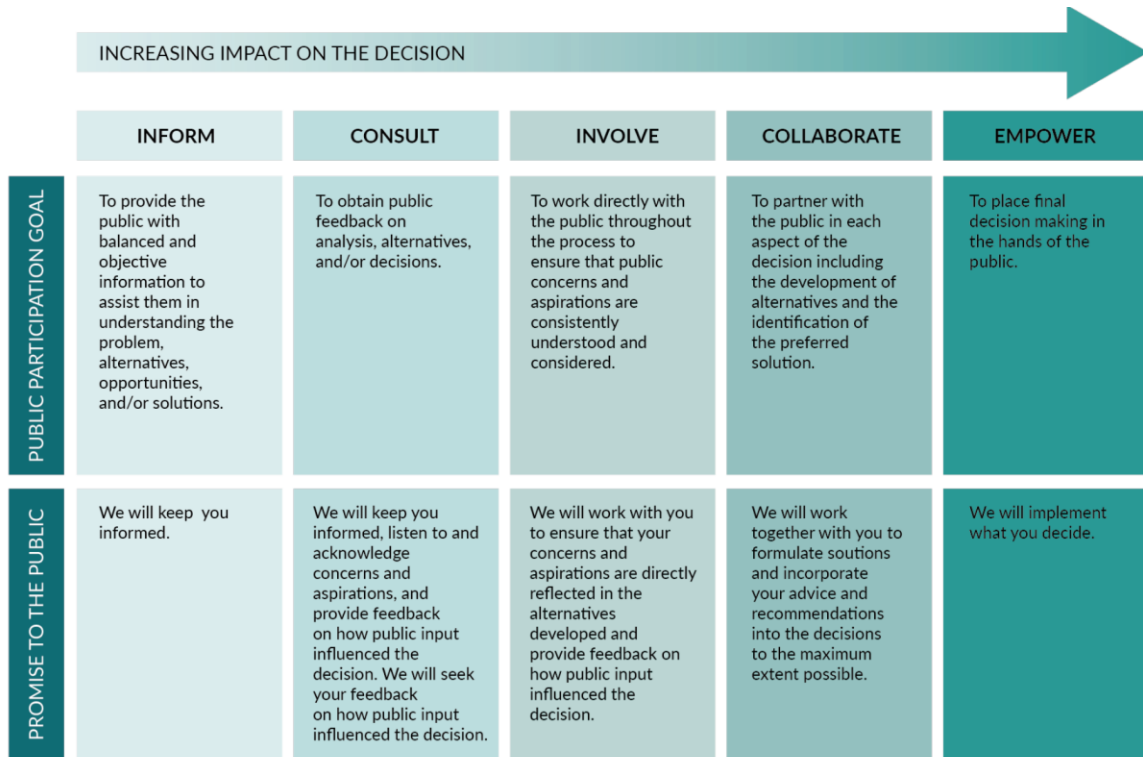 INCREASING IMPACT ON THE DECISION
INFORM
CONSULT
INVOLVE
COLLABORATE
EMPOWER
PUBLIC PARTICIPATION GOAL
To provide the
public with
balanced and
objective
information to
assist them in
understanding the
problem,
alternatives,
opportunities,
and/or solutions.
To obtain public
feedback on
analysis, alternatives,
and/or decisions.
To work directly with
the public throughout
the process to
ensure that public
concerns and
aspirations are
consistently
understood and
considered.
To partner with
the public in each
aspect of the
decision including
the development of
alternatives and the
identification of
the preferred
solution.
To place final
decision making in
the hands of the
public.
PROMISE TO THE PUBLIC
We will keep you
informed.
We will keep you
informed, listen to and
acknowledge
concerns and
aspirations, and
provide feedback
on how public input
influenced the
decision. We will seek
your feedback
on how public input
influenced the decision.
We will work with you
to ensure that your
concerns and
aspirations are directly
reflected in the
alternatives
developed and
provide feedback on
how public input
influenced the
decision.
We will work
together with you to
formulate soutions
and incorporate
your advice and
recommendations
into the decisions
to the maximum
extent possible.
We will implement
what you decide.